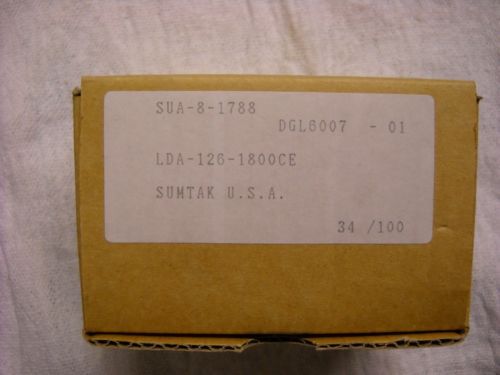 SUA-8-1788
DGL6007 - 01
LDA-126-1800CE
SUMTAK U.S.A.
34 /100